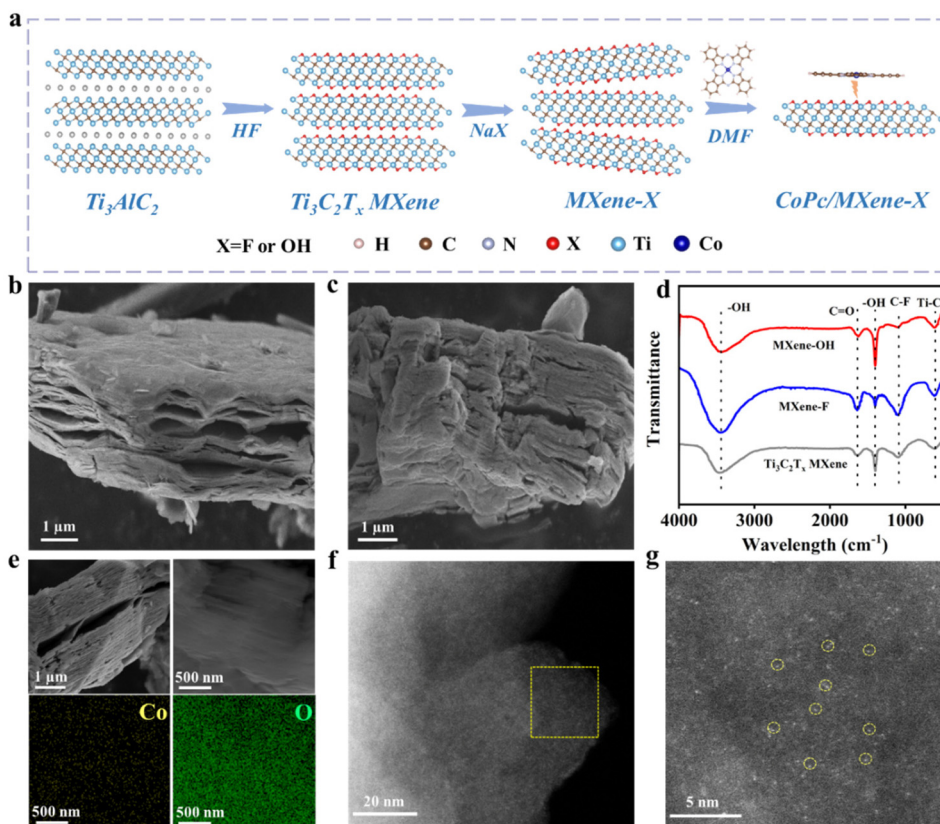 a
HF
NaX
DMF
Ti₃AlC₂
Ti₃C₂Tₓ MXene
MXene-X
CoPc/MXene-X
X=F or OH
H
C
N
X
Ti
Co
b
1 µm
c
1 µm
d
-OH
C=O
-OH
C-F
Ti-C
MXene-OH
MXene-F
Ti₃C₂Tₓ MXene
Transmittance
4000
3000
2000
1000
Wavelength (cm⁻¹)
e
1 µm
500 nm
Co
500 nm
O
500 nm
f
20 nm
g
5 nm